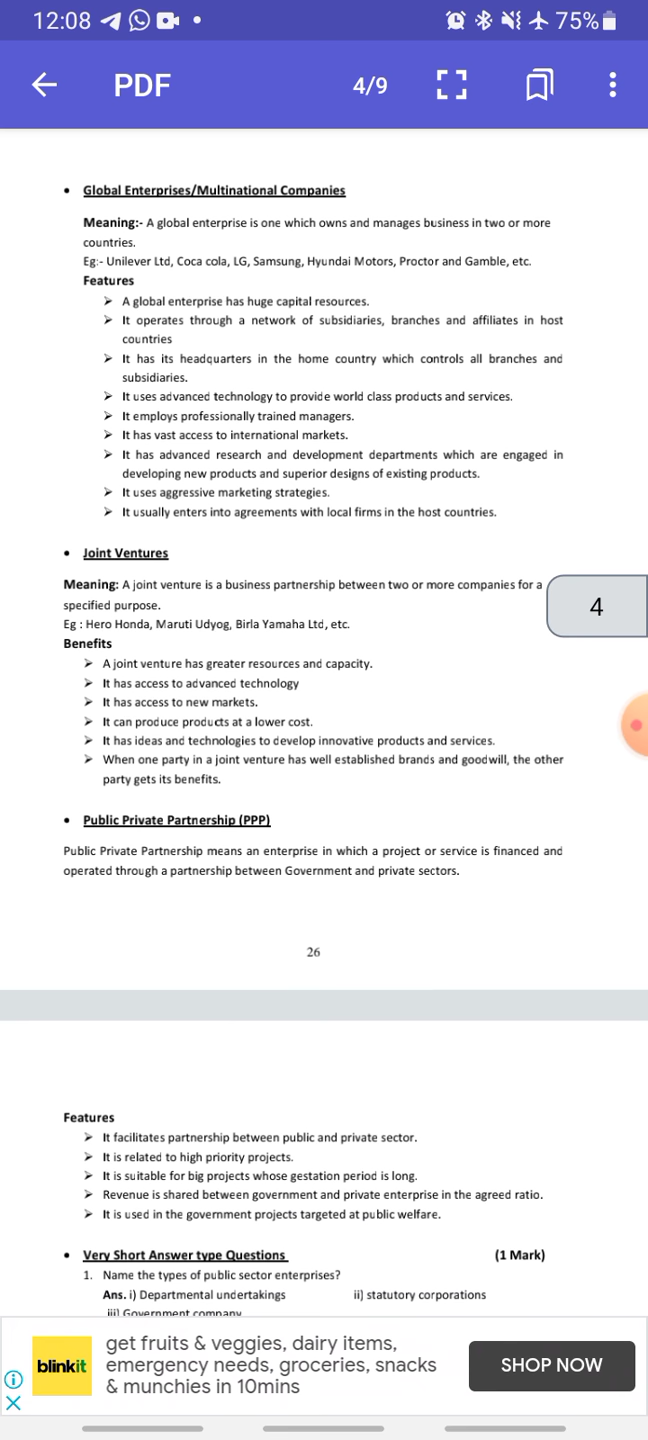 12:08 75%
PDF 4/9
• Global Enterprises/Multinational Companies
Meaning:- A global enterprise is one which owns and manages business in two or more
countries.
Eg:- Unilever Ltd, Coca cola, LG, Samsung, Hyundai Motors, Proctor and Gamble, etc.
Features
➢ A global enterprise has huge capital resources.
➢ It operates through a network of subsidiaries, branches and affiliates in host
countries
➢ It has its headquarters in the home country which controls all branches and
subsidiaries.
➢ It uses advanced technology to provide world class products and services.
➢ It employs professionally trained managers.
➢ It has vast access to international markets.
➢ It has advanced research and development departments which are engaged in
developing new products and superior designs of existing products.
➢ It uses aggressive marketing strategies.
➢ It usually enters into agreements with local firms in the host countries.
• Joint Ventures
Meaning: A joint venture is a business partnership between two or more companies for a
specified purpose.
4
Eg : Hero Honda, Maruti Udyog, Birla Yamaha Ltd, etc.
Benefits
➢ A joint venture has greater resources and capacity.
➢ It has access to advanced technology
➢ It has access to new markets.
➢ It can produce products at a lower cost.
➢ It has ideas and technologies to develop innovative products and services.
➢ When one party in a joint venture has well established brands and goodwill, the other
party gets its benefits.
• Public Private Partnership (PPP)
Public Private Partnership means an enterprise in which a project or service is financed and
operated through a partnership between Government and private sectors.
26
Features
➢ It facilitates partnership between public and private sector.
➢ It is related to high priority projects.
➢ It is suitable for big projects whose gestation period is long.
➢ Revenue is shared between government and private enterprise in the agreed ratio.
➢ It is used in the government projects targeted at public welfare.
• Very Short Answer type Questions (1 Mark)
1. Name the types of public sector enterprises?
Ans. i) Departmental undertakings ii) statutory corporations
iii) Government company
blinkit
get fruits & veggies, dairy items,
emergency needs, groceries, snacks
& munchies in 10mins
SHOP NOW